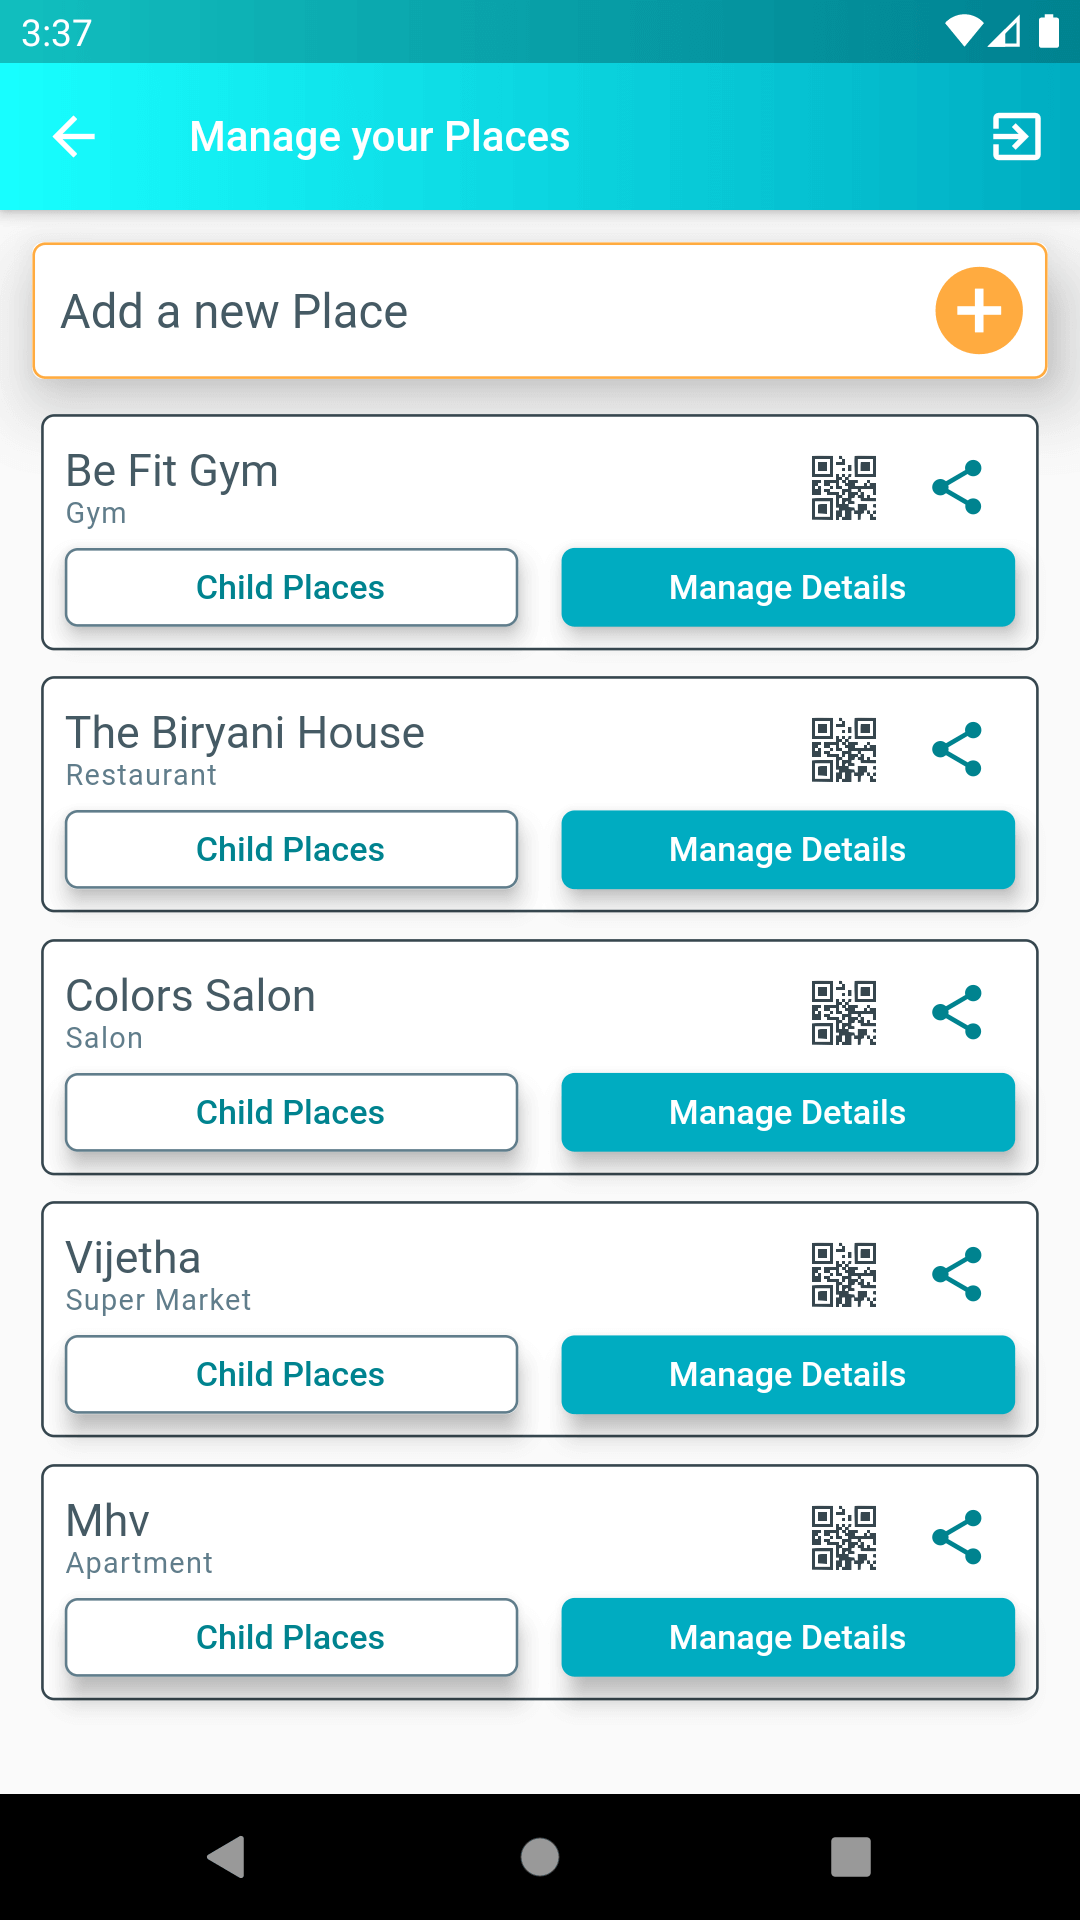 3:37
Manage your Places
Add a new Place
Be Fit Gym
Gym
Child Places Manage Details
The Biryani House
Restaurant
Child Places Manage Details
Colors Salon
Salon
Child Places Manage Details
Vijetha
Super Market
Child Places Manage Details
Mhv
Apartment
Child Places Manage Details